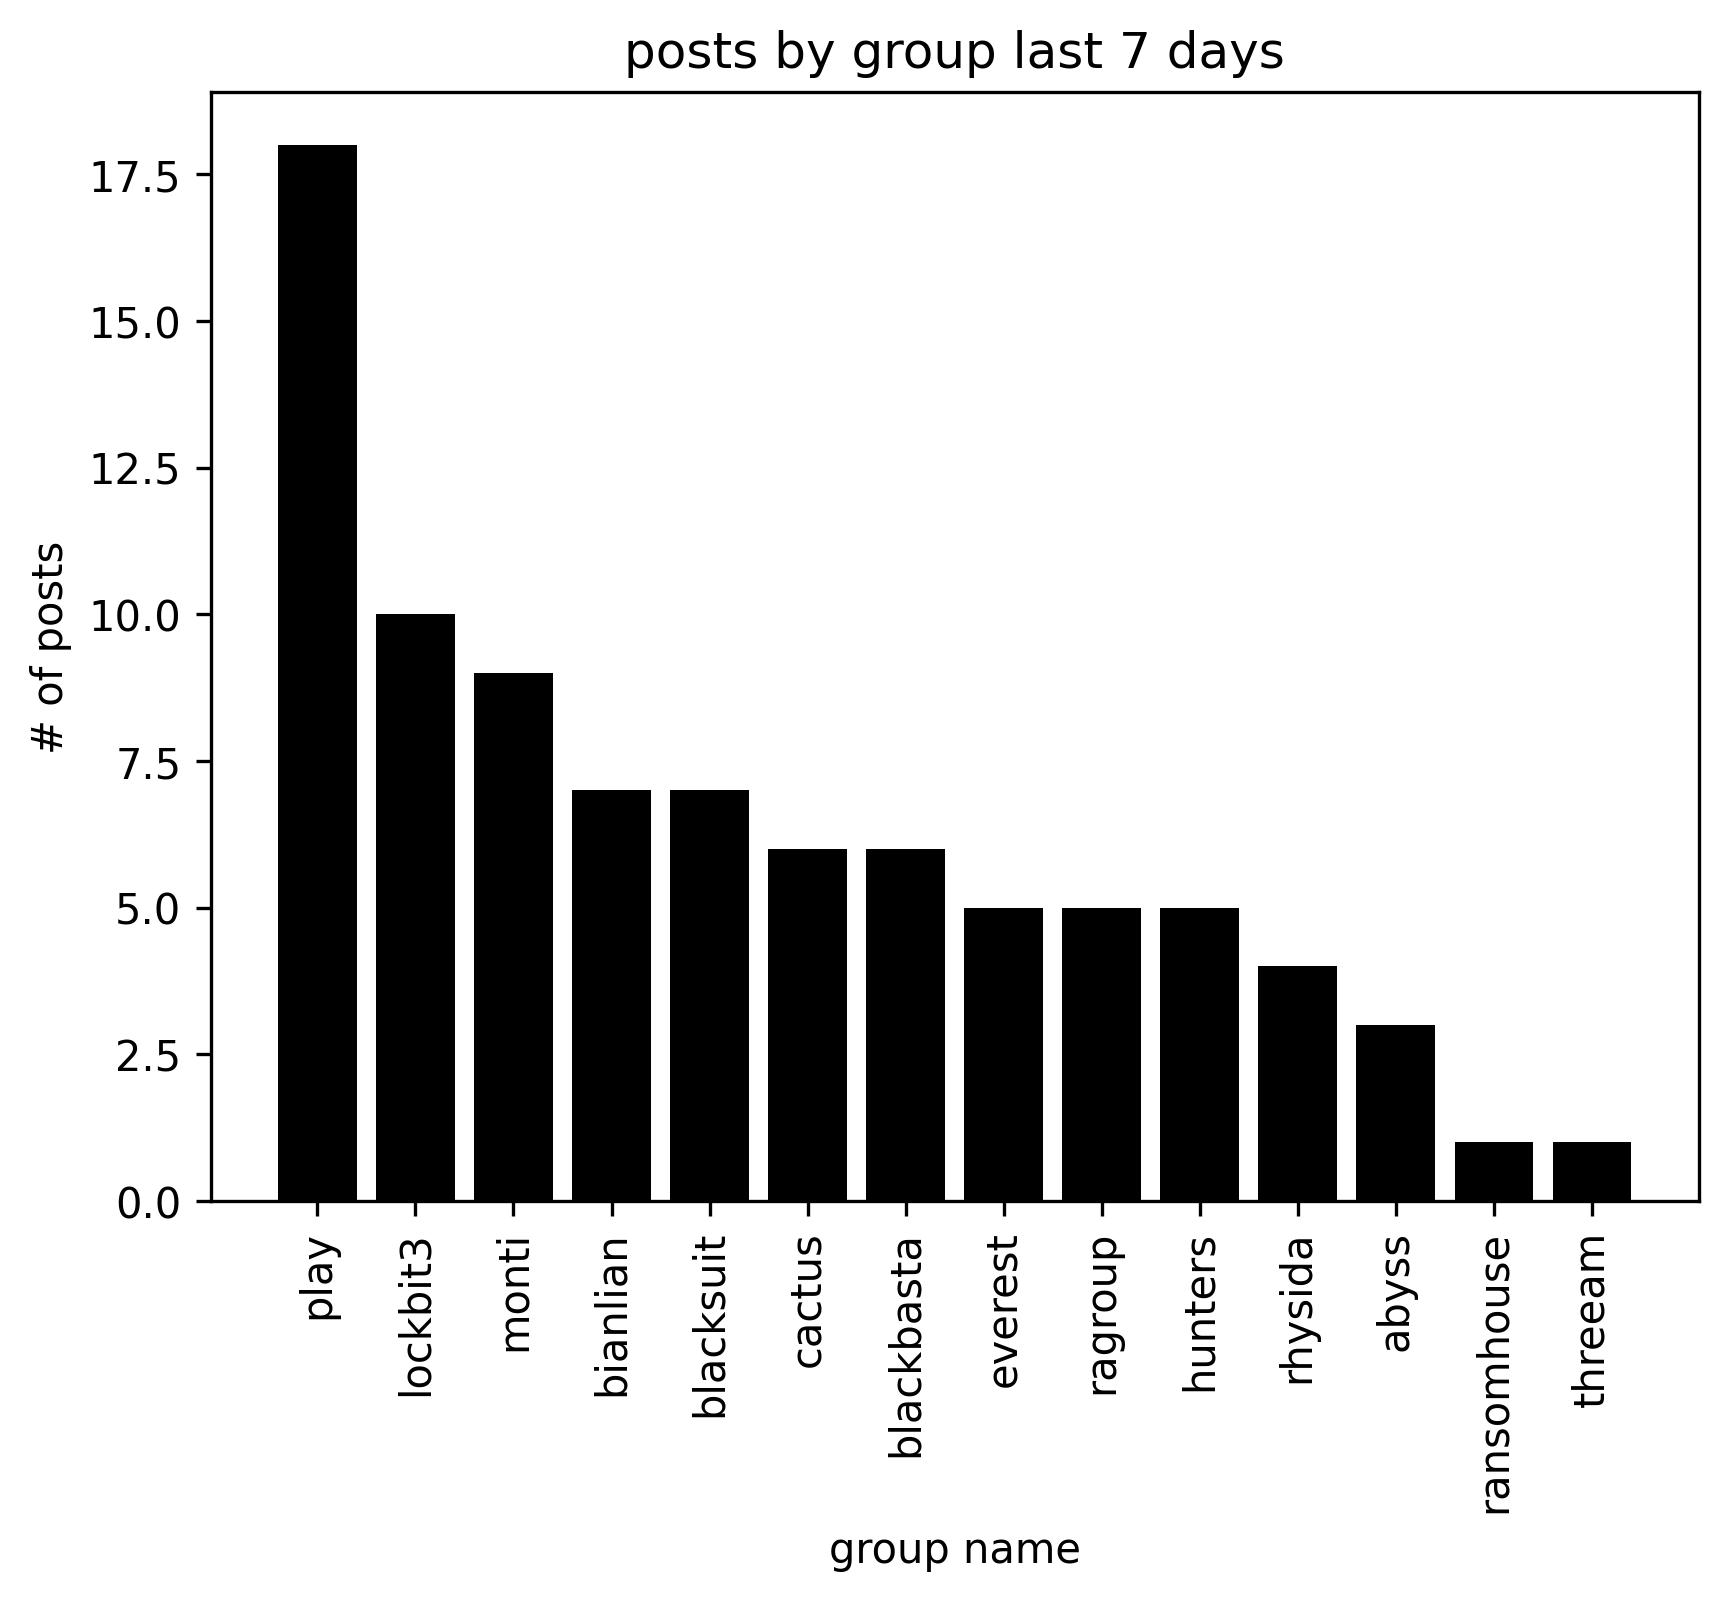 posts by group last 7 days
# of posts
17.5
15.0
12.5
10.0
7.5
5.0
2.5
0.0
play
lockbit3
monti
bianlian
blacksuit
cactus
blackbasta
everest
ragroup
hunters
rhysida
abyss
ransomhouse
threeam
group name